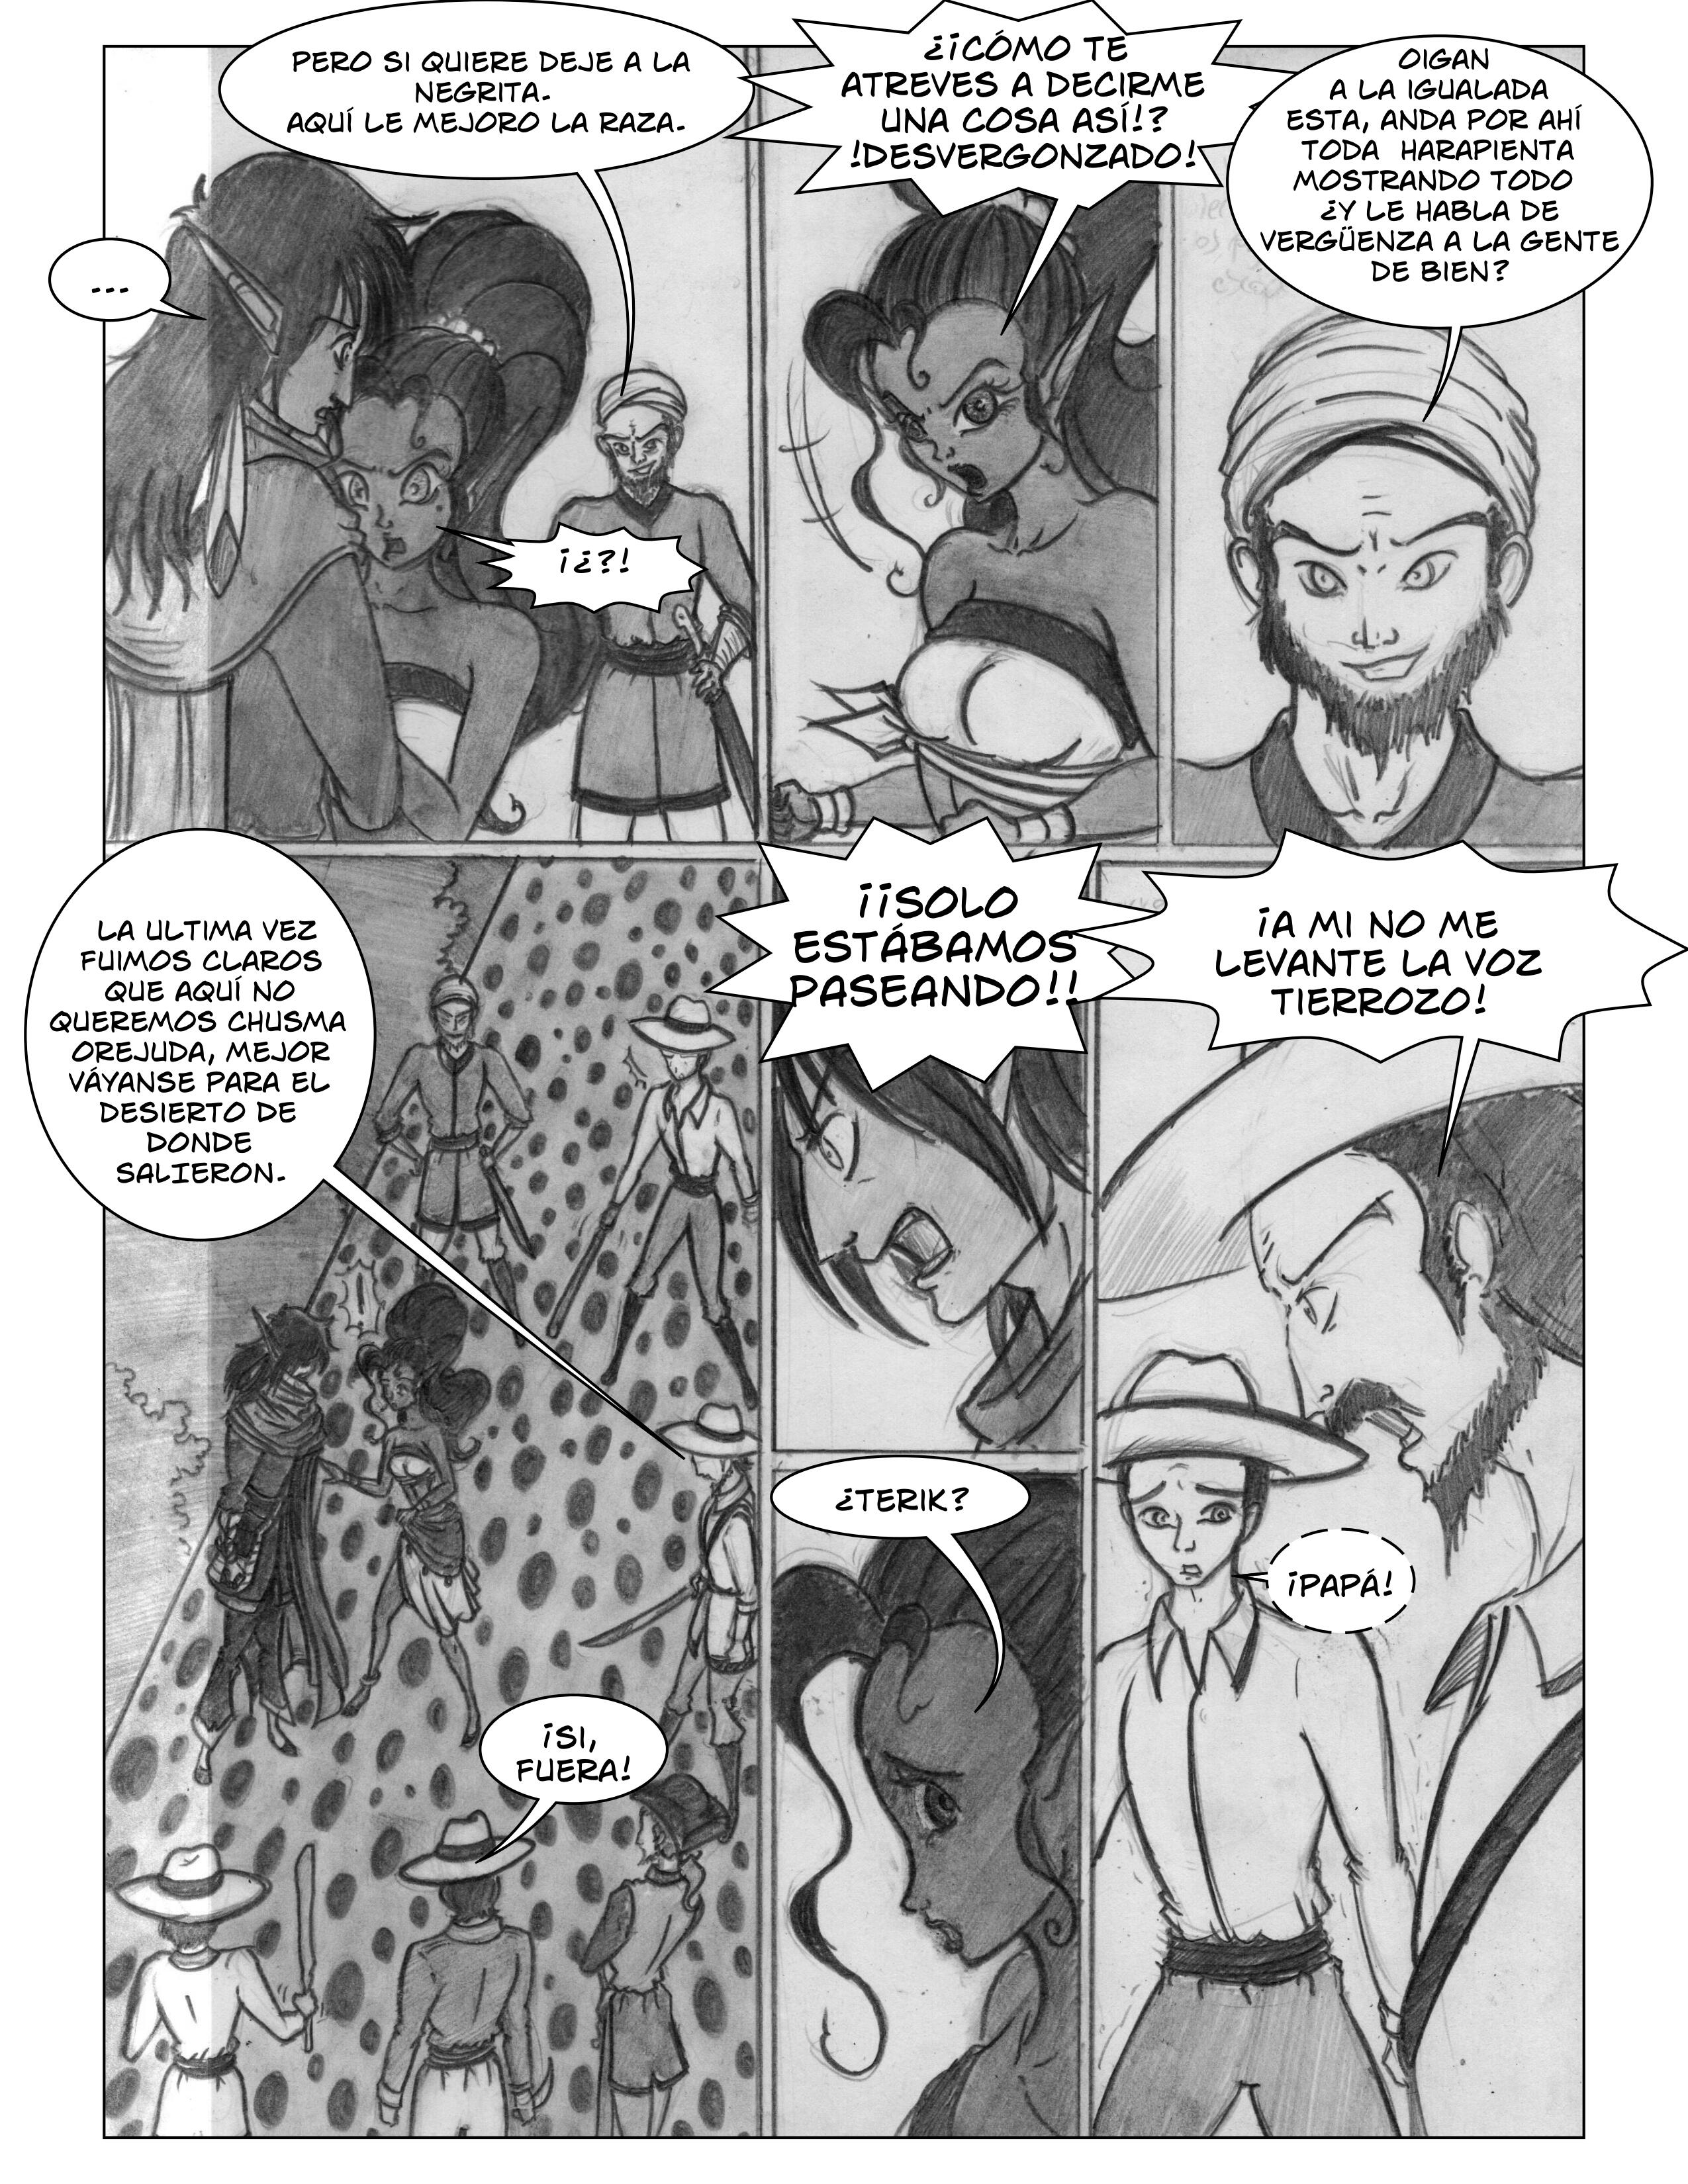 PERO SI QUIERE DEJE A LA
NEGRITA.
AQUÍ LE MEJORO LA RAZA.
...
¡¿?!
¿¡CÓMO TE
ATREVES A DECIRME
UNA COSA ASÍ!?
!DESVERGONZADO!
OIGAN
A LA IGUALADA
ESTA, ANDA POR AHÍ
TODA HARAPIENTA
MOSTRANDO TODO
¿Y LE HABLA DE
VERGÜENZA A LA GENTE
DE BIEN?
LA ULTIMA VEZ
FUIMOS CLAROS
QUE AQUÍ NO
QUEREMOS CHUSMA
OREJUDA, MEJOR
VÁYANSE PARA EL
DESIERTO DE
DONDE
SALIERON.
¡SI,
FUERA!
¡¡SOLO
ESTÁBAMOS
PASEANDO!!
¿TERIK?
¡A MI NO ME
LEVANTE LA VOZ
TIERROZO!
¡PAPÁ!